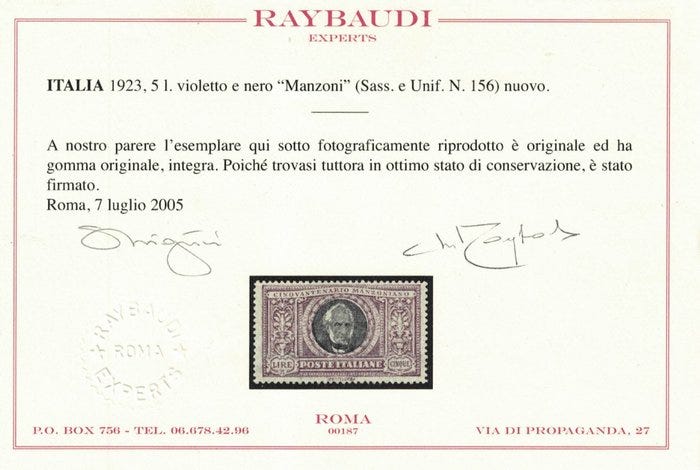 RAYBAUDI
EXPERTS
ITALIA 1923, 5 l. violetto e nero “Manzoni” (Sass. e Unif. N. 156) nuovo.
A nostro parere l’esemplare qui sotto fotograficamente riprodotto è originale ed ha
gomma originale, integra. Poiché trovasi tuttora in ottimo stato di conservazione, è stato
firmato.
Roma, 7 luglio 2005
CINQVANTENARIO MANZONIANO
LIRE
POSTE ITALIANE
CINQUE
RAYBAUDI
ROMA
EXPERTS
P.O. BOX 756 - TEL. 06.678.42.96
ROMA
00187
VIA DI PROPAGANDA, 27